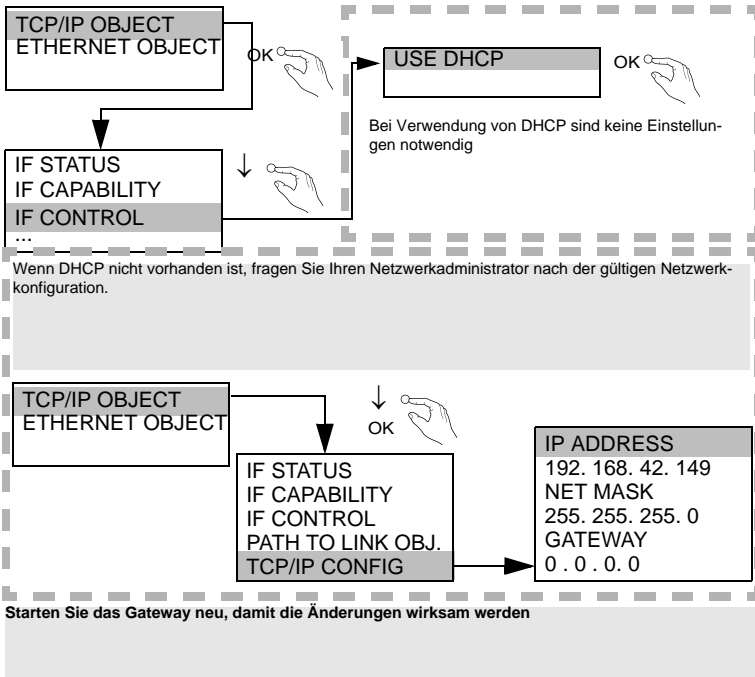 TCP/IP OBJECT
ETHERNET OBJECT
OK
USE DHCP
OK
Bei Verwendung von DHCP sind keine Einstellun-
gen notwendig
IF STATUS
IF CAPABILITY
IF CONTROL
...
↓
Wenn DHCP nicht vorhanden ist, fragen Sie Ihren Netzwerkadministrator nach der gültigen Netzwerk-
konfiguration.
TCP/IP OBJECT
ETHERNET OBJECT
↓
OK
IF STATUS
IF CAPABILITY
IF CONTROL
PATH TO LINK OBJ.
TCP/IP CONFIG
IP ADDRESS
192. 168. 42. 149
NET MASK
255. 255. 255. 0
GATEWAY
0 . 0 . 0. 0
Starten Sie das Gateway neu, damit die Änderungen wirksam werden